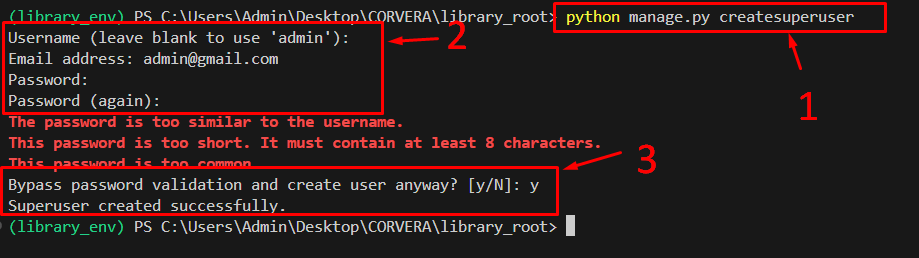 (library_env) PS C:\Users\Admin\Desktop\CORVERA\library_root> python manage.py createsuperuser
Username (leave blank to use 'admin'):
2
Email address: admin@gmail.com
Password:
Password (again):
1
The password is too similar to the username.
This password is too short. It must contain at least 8 characters.
This password is too common
3
Bypass password validation and create user anyway? [y/N]: y
Superuser created successfully.
(library_env) PS C:\Users\Admin\Desktop\CORVERA\library_root>